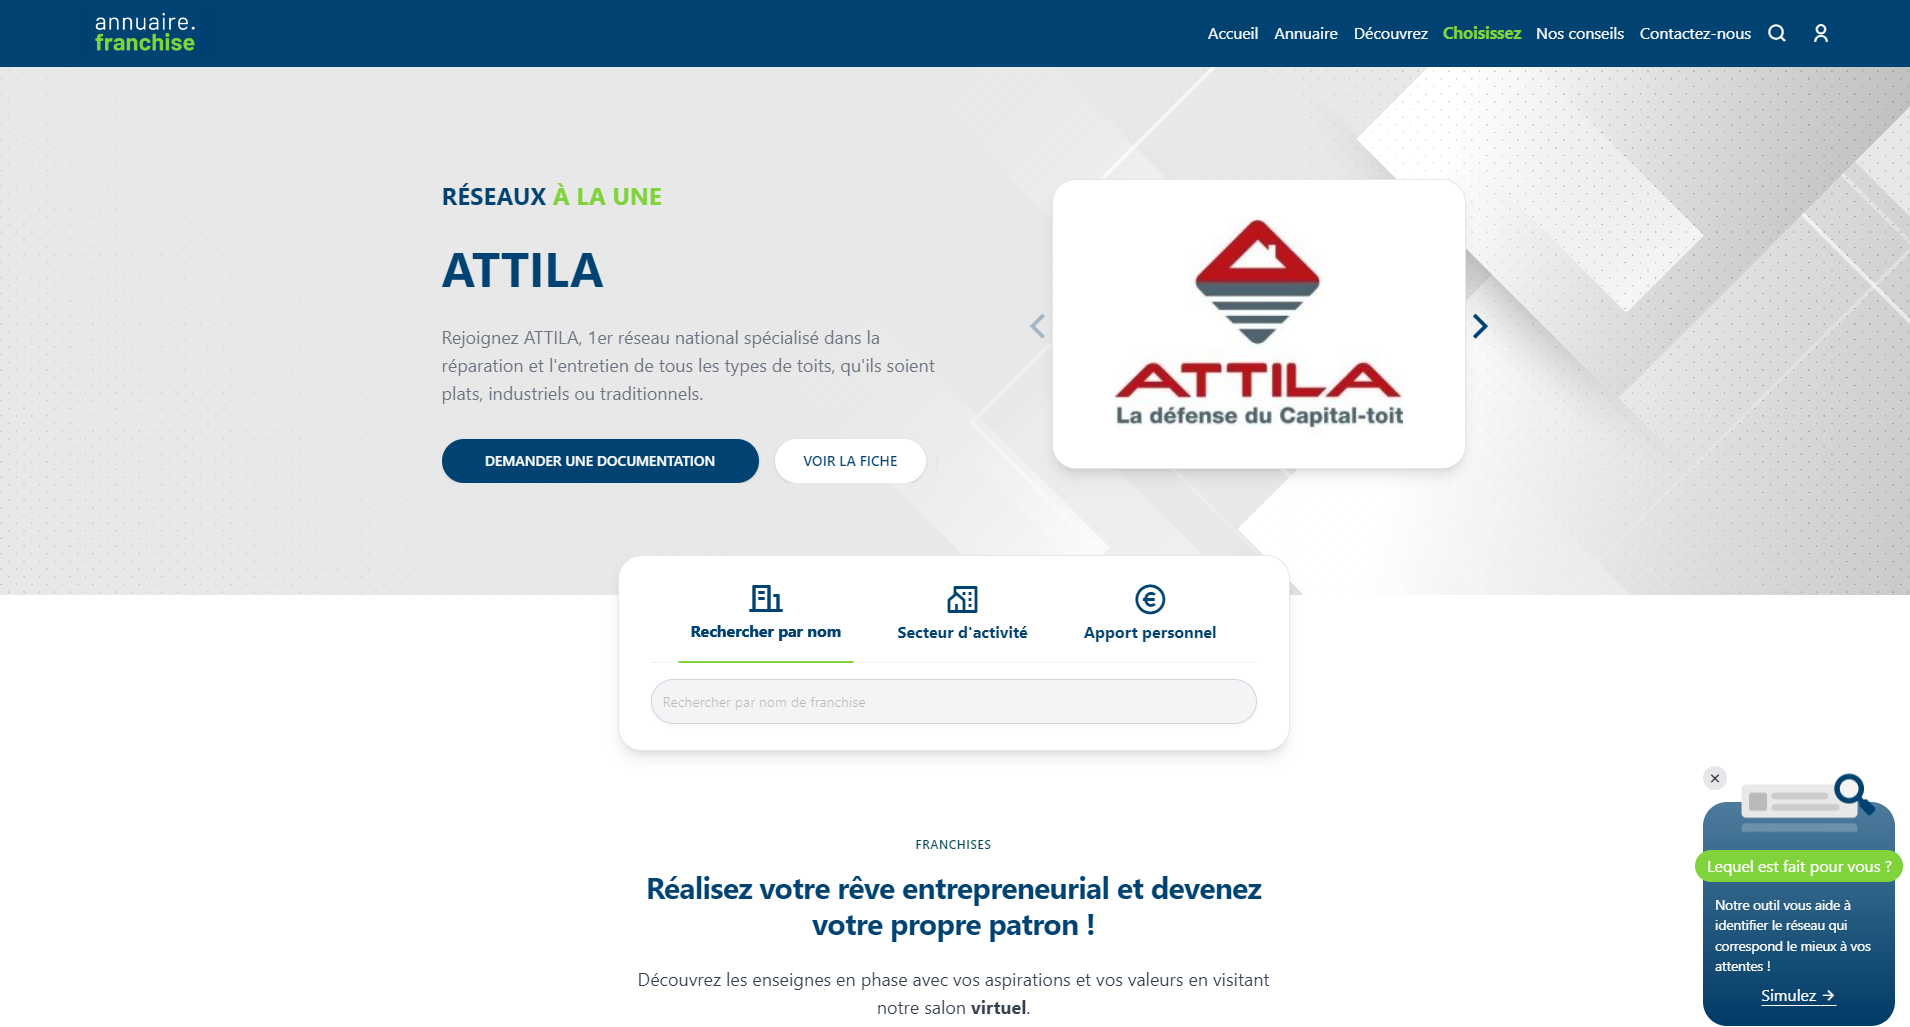 annuaire.
franchise
Accueil Annuaire Découvrez Choisissez Nos conseils Contactez-nous
RÉSEAUX À LA UNE
ATTILA
Rejoignez ATTILA, 1er réseau national spécialisé dans la
réparation et l'entretien de tous les types de toits, qu'ils soient
plats, industriels ou traditionnels.
DEMANDER UNE DOCUMENTATION
VOIR LA FICHE
ATTILA
La défense du Capital-toit
Rechercher par nom
Secteur d'activité
Apport personnel
Rechercher par nom de franchise
FRANCHISES
Réalisez votre rêve entrepreneurial et devenez
votre propre patron !
Découvrez les enseignes en phase avec vos aspirations et vos valeurs en visitant
notre salon virtuel.
Lequel est fait pour vous ?
Notre outil vous aide à
identifier le réseau qui
correspond le mieux à vos
attentes !
Simulez →